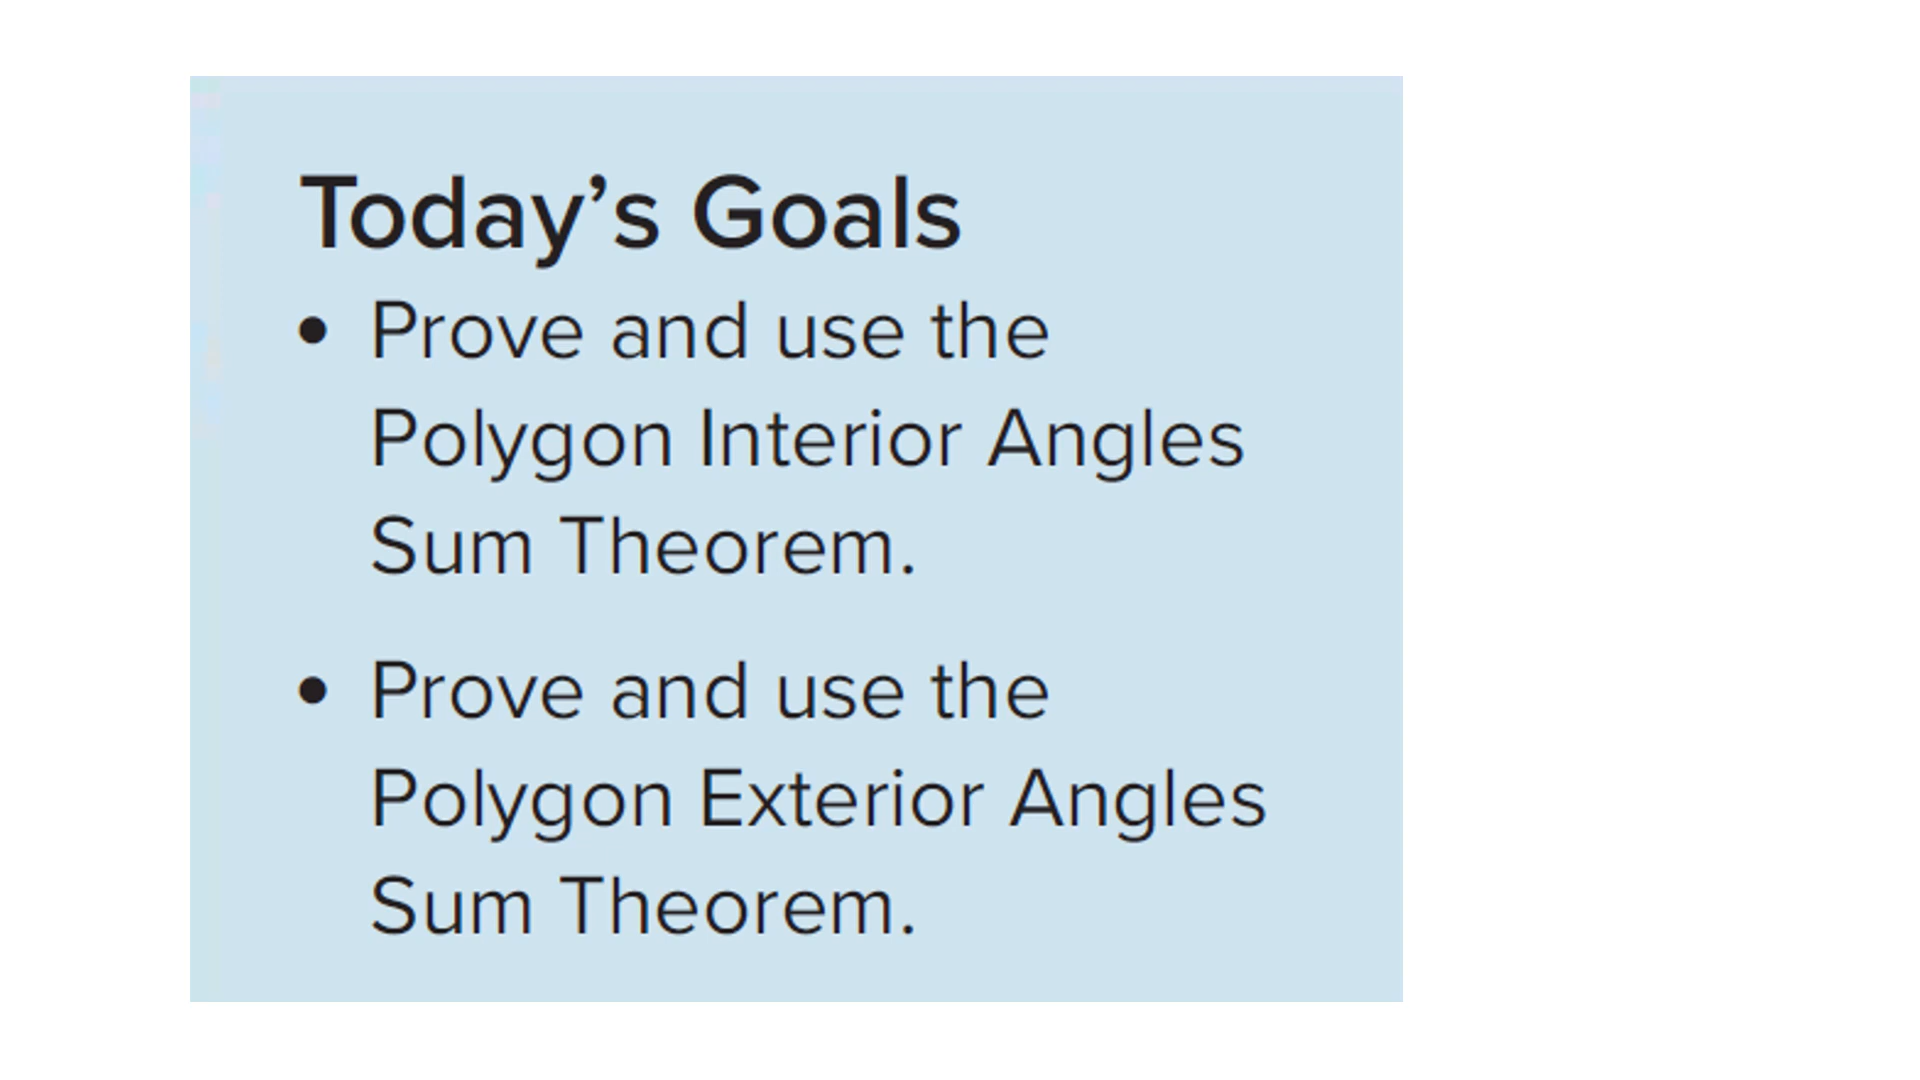 Today’s Goals
• Prove and use the
Polygon Interior Angles
Sum Theorem.
• Prove and use the
Polygon Exterior Angles
Sum Theorem.